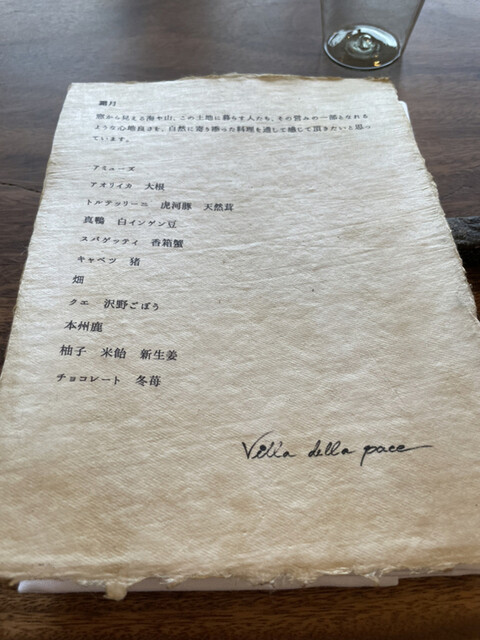 霜月
窓から見える海や山、この土地に暮らす人たち、その営みの一部となれる
ような心地良さを、自然に寄り添った料理を通して感じて頂きたいと思っ
ています。
アミューズ
アオリイカ 大根
トルテッリーニ 虎河豚 天然茸
真鴨 白インゲン豆
スパゲッティ 香箱蟹
キャベツ 猪
畑
クエ 沢野ごぼう
本州鹿
柚子 米飴 新生姜
チョコレート 冬苺
Villa della pace